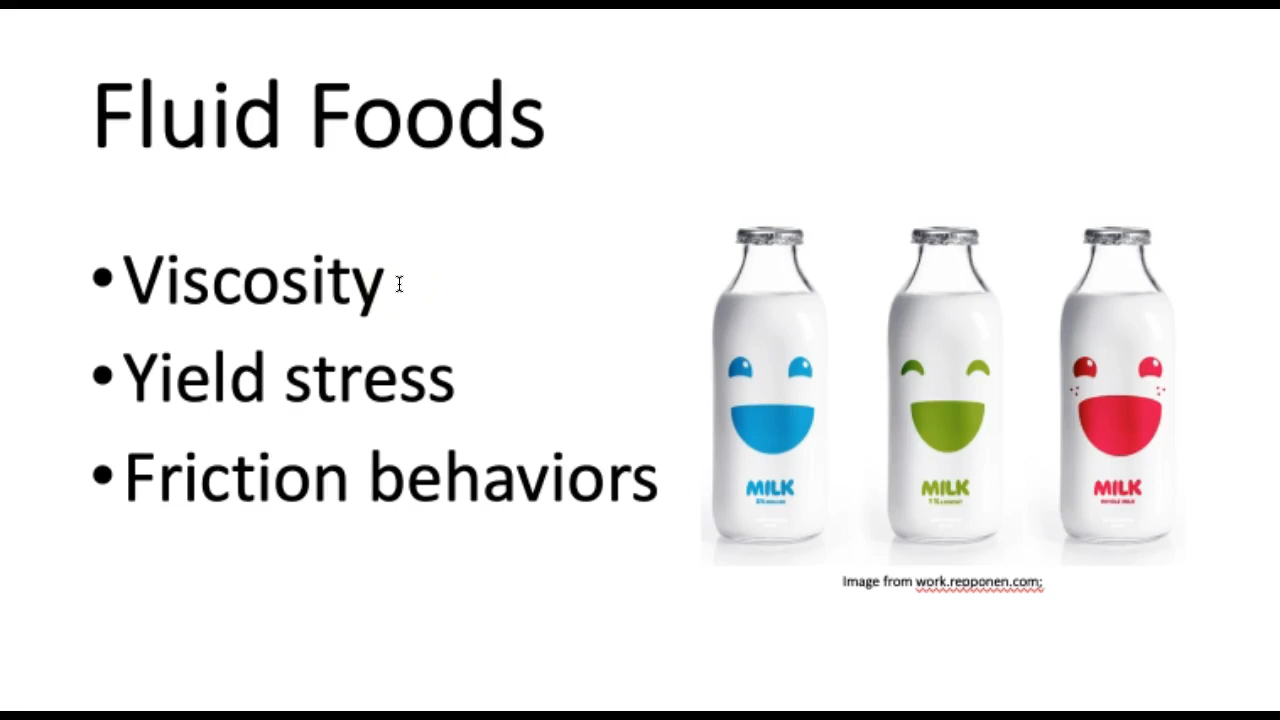 Fluid Foods
•Viscosity
•Yield stress
•Friction behaviors
MILK
MILK
MILK
Image from work.repponen.com;